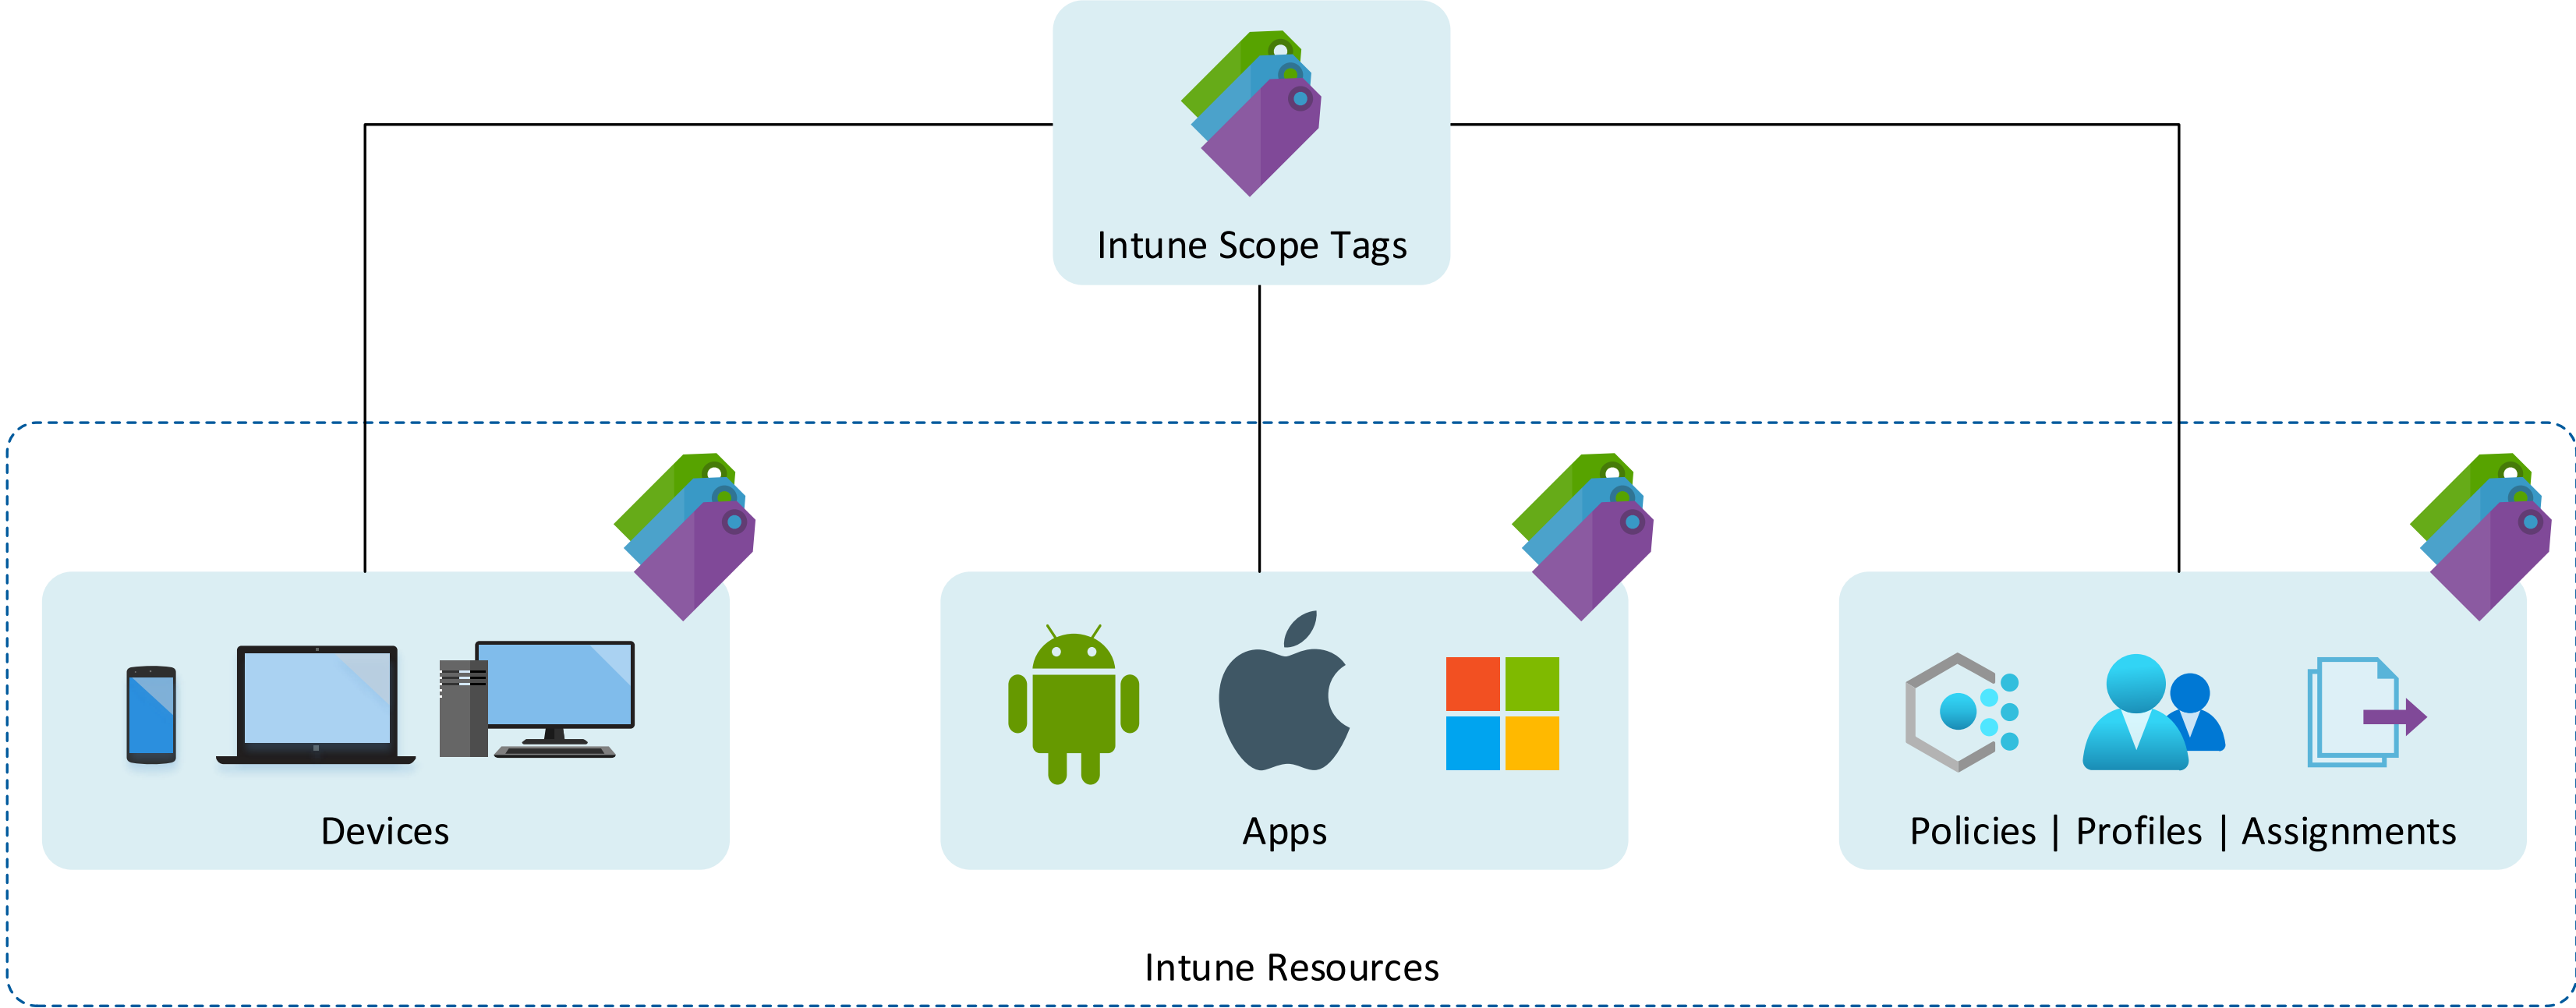 Intune Scope Tags
Devices
Apps
Policies | Profiles | Assignments
Intune Resources